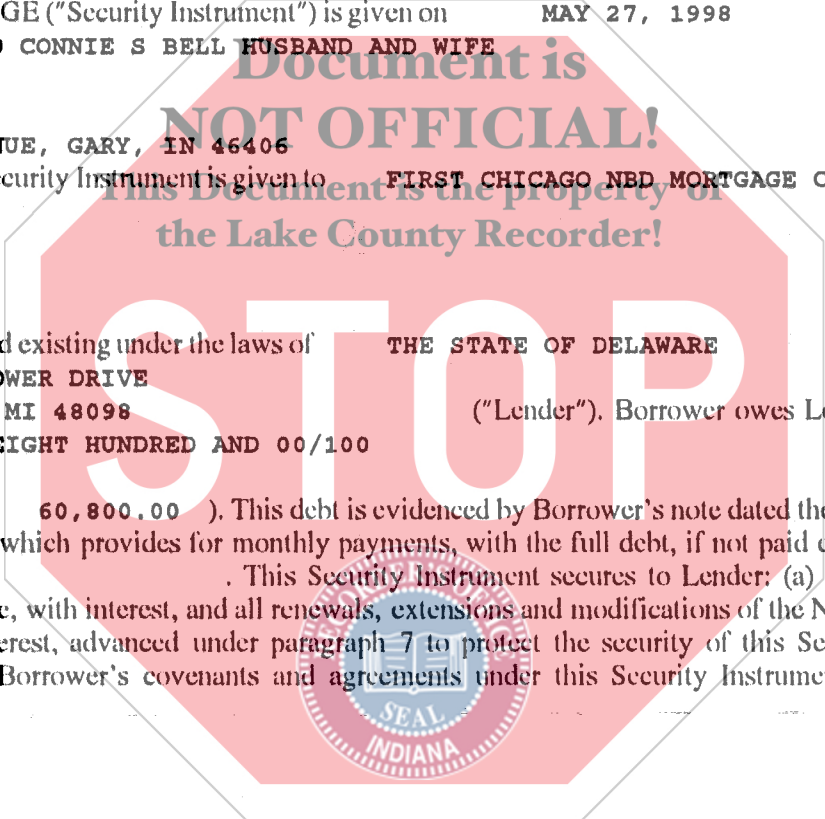 GE ("Security Instrument") is given on MAY 27, 1998
CONNIE S BELL HUSBAND AND WIFE
Document is
NOT OFFICIAL!
UE, GARY, IN 46406
curity Instrument is given to FIRST CHICAGO NBD MORTGAGE C
This Document is the property of
the Lake County Recorder!
STOP
d existing under the laws of THE STATE OF DELAWARE
OWER DRIVE
MI 48098 ("Lender"). Borrower owes Le
EIGHT HUNDRED AND 00/100
60,800.00 ). This debt is evidenced by Borrower's note dated the
which provides for monthly payments, with the full debt, if not paid e
. This Security Instrument secures to Lender: (a)
e, with interest, and all renewals, extensions and modifications of the N
erest, advanced under paragraph 7 to protect the security of this Se
Borrower's covenants and agreements under this Security Instrume
SEAL
INDIANA